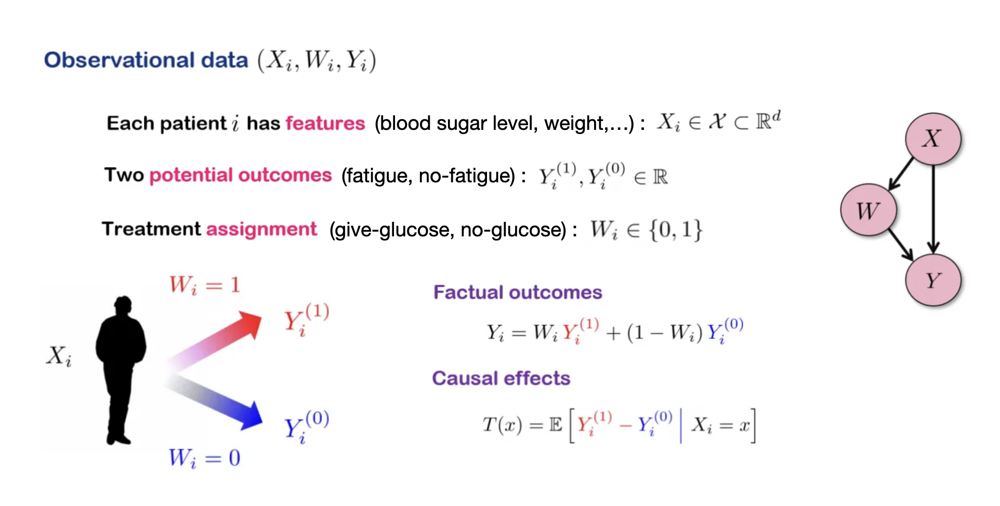 Observational data $(X_i, W_i, Y_i)$
Each patient $i$ has features (blood sugar level, weight,...) : $X_i \in \mathcal{X} \subset \mathbb{R}^d$
Two potential outcomes (fatigue, no-fatigue) : $Y_i^{(1)}, Y_i^{(0)} \in \mathbb{R}$
Treatment assignment (give-glucose, no-glucose) : $W_i \in \{0, 1\}$
$X$
$W$
$Y$
$W_i = 1$
$Y_i^{(1)}$
$X_i$
$Y_i^{(0)}$
$W_i = 0$
Factual outcomes
$Y_i = W_i Y_i^{(1)} + (1 - W_i) Y_i^{(0)}$
Causal effects
$T(x) = \mathbb{E}\left[ Y_i^{(1)} - Y_i^{(0)} \middle| X_i = x \right]$